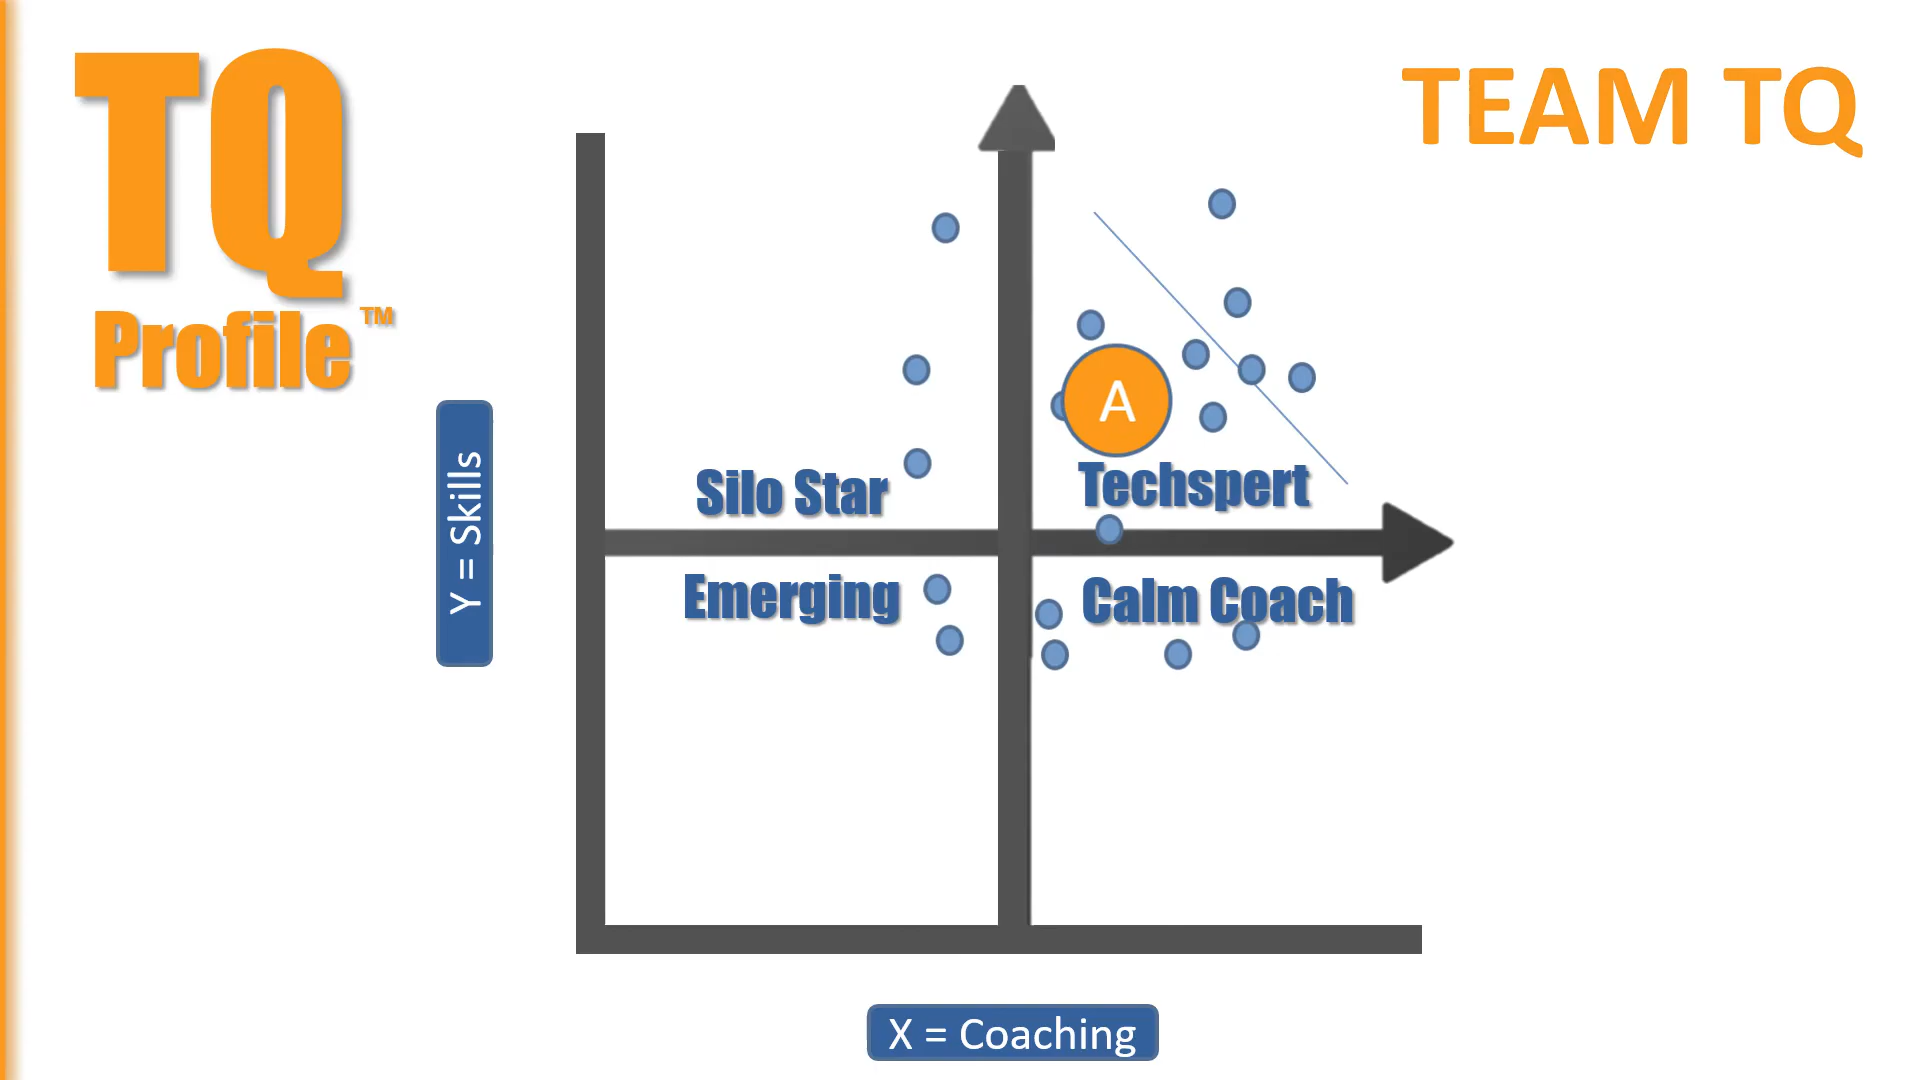 TQ
Profile™
TEAM TQ
A
Silo Star
Techspert
Emerging
Calm Coach
Y = Skills
X = Coaching